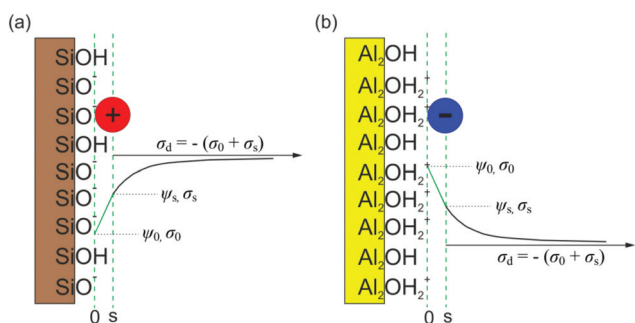 (a)
SiOH
SiO⁻
SiO⁻
+
SiOH
SiO⁻
σd = - (σ0 + σs)
SiO⁻
ψs, σs
SiO⁻
ψ0, σ0
SiOH
SiO⁻
0 s
(b)
Al₂OH
Al₂OH₂⁺
Al₂OH₂⁺
-
Al₂OH
Al₂OH₂⁺
ψ0, σ0
Al₂OH₂⁺
ψs, σs
Al₂OH₂⁺
Al₂OH
σd = - (σ0 + σs)
Al₂OH₂⁺
0 s